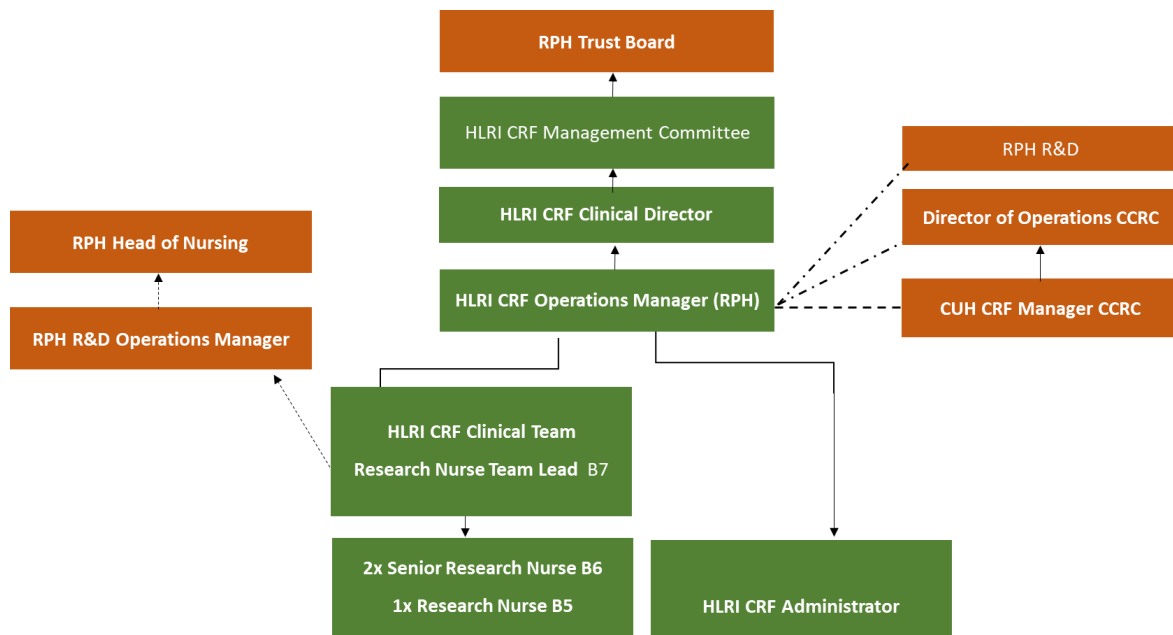 RPH Trust Board
HLRI CRF Management Committee
RPH R&D
HLRI CRF Clinical Director
Director of Operations CCRC
RPH Head of Nursing
HLRI CRF Operations Manager (RPH)
CUH CRF Manager CCRC
RPH R&D Operations Manager
HLRI CRF Clinical Team
Research Nurse Team Lead B7
2x Senior Research Nurse B6
1x Research Nurse B5
HLRI CRF Administrator